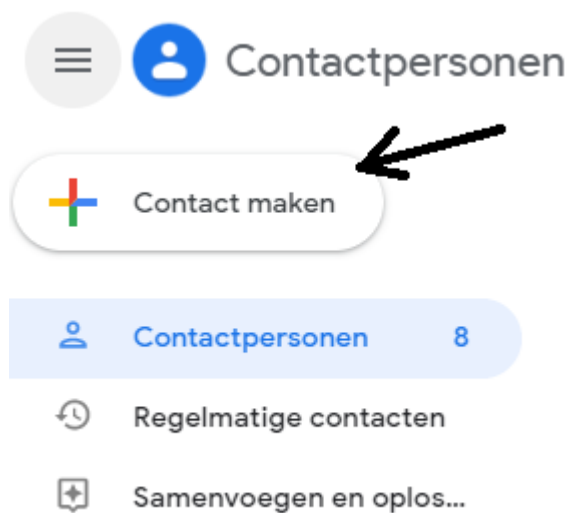 Contactpersonen
Contact maken
Contactpersonen 8
Regelmatige contacten
Samenvoegen en oplos...